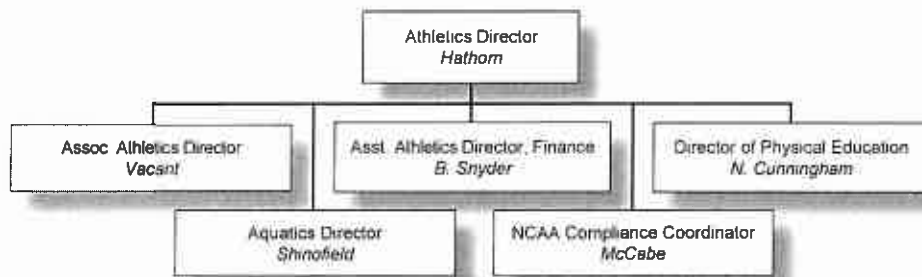 Athletics Director
Hathorn
Assoc Athletics Director
Vacant
Asst. Athletics Director, Finance
B. Snyder
Director of Physical Education
N. Cunningham
Aquatics Director
Shinofield
NCAA Compliance Coordinator
McCabe